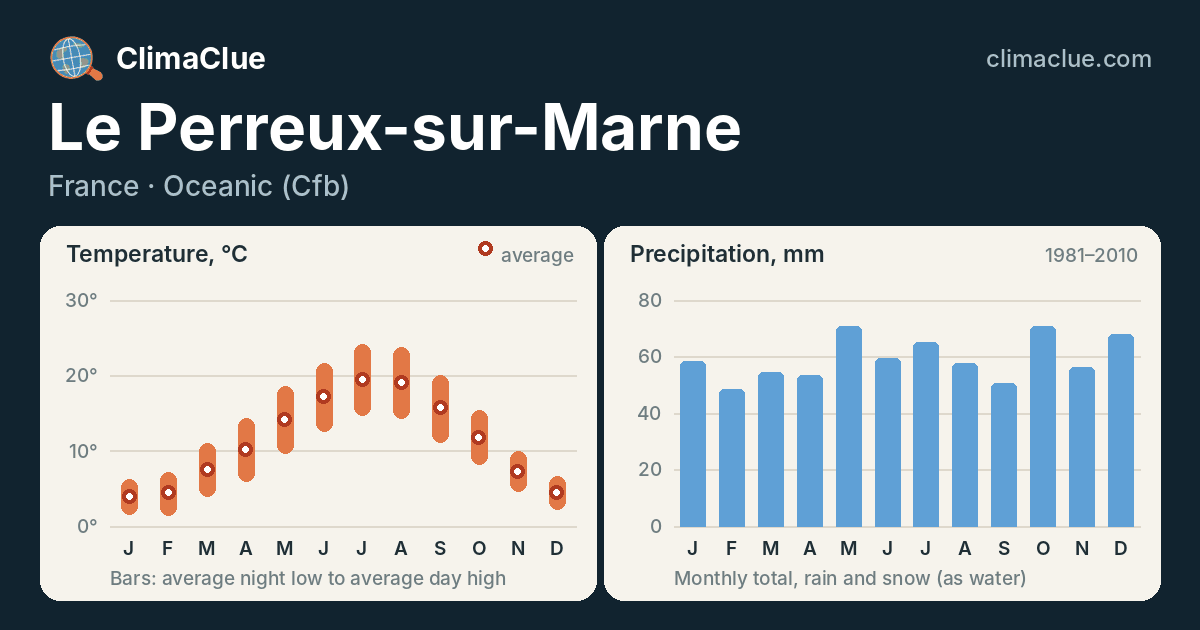 ClimaClue
climaclue.com
Le Perreux-sur-Marne
France · Oceanic (Cfb)
Temperature, °C
average
30°
20°
10°
0°
J F M A M J J A S O N D
Bars: average night low to average day high
Precipitation, mm
1981–2010
80
60
40
20
0
J F M A M J J A S O N D
Monthly total, rain and snow (as water)